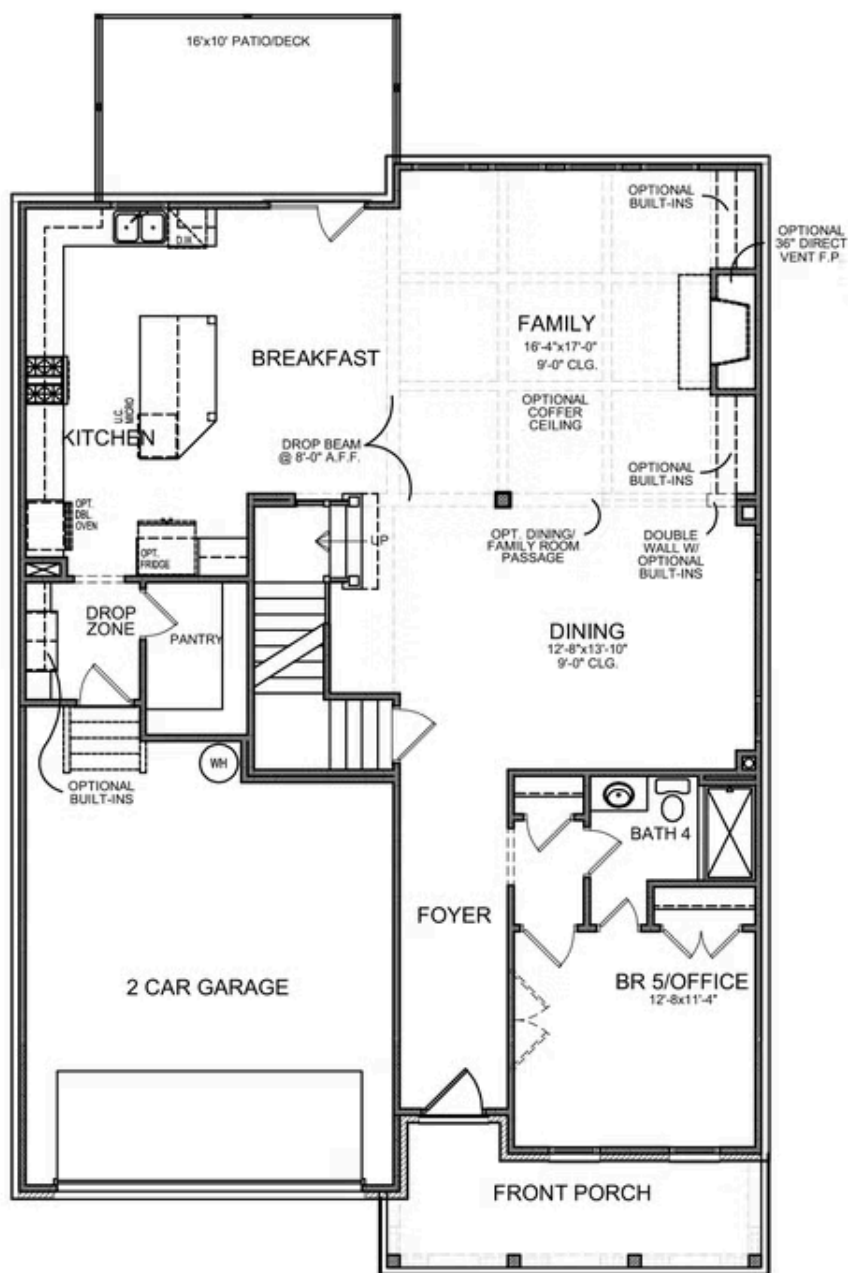 16'x10' PATIO/DECK
OPTIONAL
BUILT-INS
OPTIONAL
36" DIRECT
VENT F.P.
D.W.
FAMILY
16'-4"x17'-0"
9'-0" CLG.
BREAKFAST
U.C.
MICRO
OPTIONAL
COFFER
CEILING
KITCHEN
DROP BEAM
@ 8'-0" A.F.F.
OPTIONAL
BUILT-INS
OPT.
DBL.
OVEN
OPT.
FRIDGE
UP
OPT. DINING/
FAMILY ROOM
PASSAGE
DOUBLE
WALL W/
OPTIONAL
BUILT-INS
DROP
ZONE
PANTRY
DINING
12'-8"x13'-10"
9'-0" CLG.
WH
OPTIONAL
BUILT-INS
BATH 4
FOYER
2 CAR GARAGE
BR 5/OFFICE
12'-8x11'-4"
FRONT PORCH